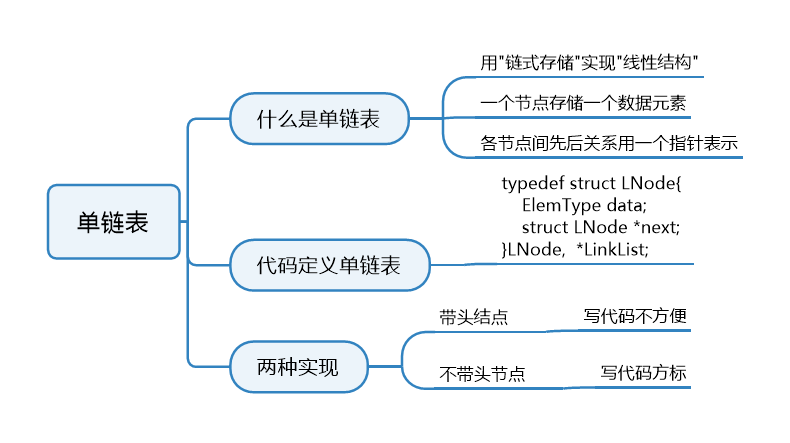 单链表
什么是单链表
用"链式存储"实现"线性结构"
一个节点存储一个数据元素
各节点间先后关系用一个指针表示
代码定义单链表
typedef struct LNode{
ElemType data;
struct LNode *next;
}LNode, *LinkList;
两种实现
带头结点
写代码不方便
不带头节点
写代码方标